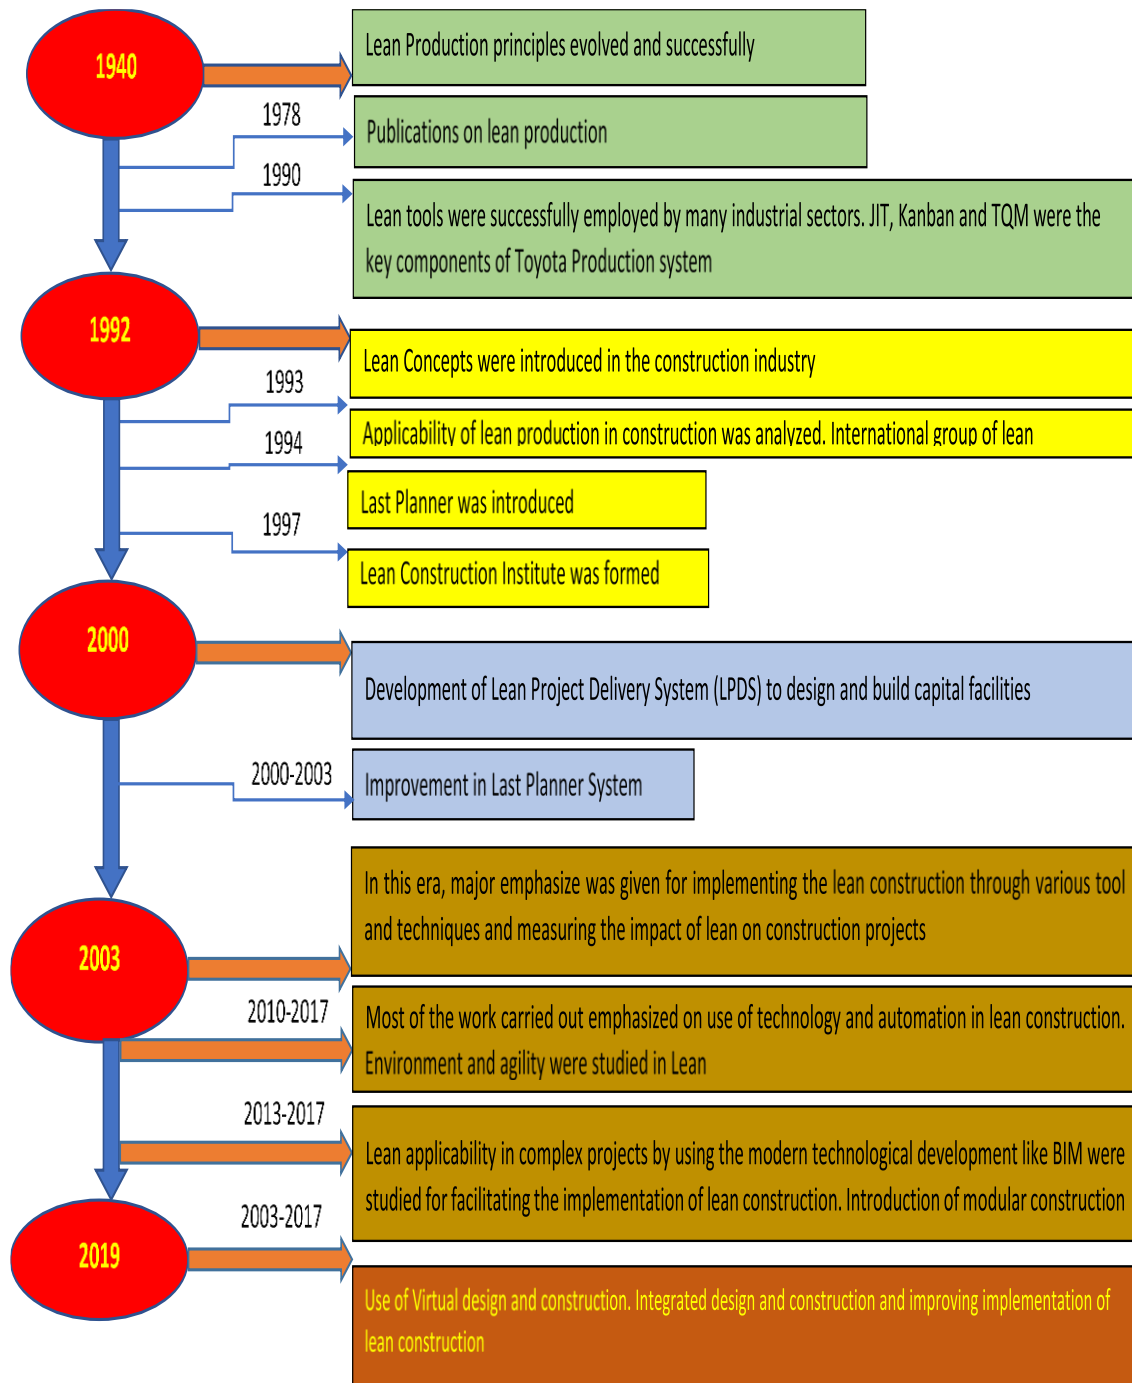 1940
Lean Production principles evolved and successfully
1978
Publications on lean production
1990
Lean tools were successfully employed by many industrial sectors. JIT, Kanban and TQM were the
key components of Toyota Production system
1992
Lean Concepts were introduced in the construction industry
1993
Applicability of lean production in construction was analyzed. International group of lean
1994
Last Planner was introduced
1997
Lean Construction Institute was formed
2000
Development of Lean Project Delivery System (LPDS) to design and build capital facilities
2000-2003
Improvement in Last Planner System
2003
In this era, major emphasize was given for implementing the lean construction through various tool
and techniques and measuring the impact of lean on construction projects
2010-2017
Most of the work carried out emphasized on use of technology and automation in lean construction.
Environment and agility were studied in Lean
2013-2017
Lean applicability in complex projects by using the modern technological development like BIM were
studied for facilitating the implementation of lean construction. Introduction of modular construction
2003-2017
2019
Use of Virtual design and construction. Integrated design and construction and improving implementation of
lean construction